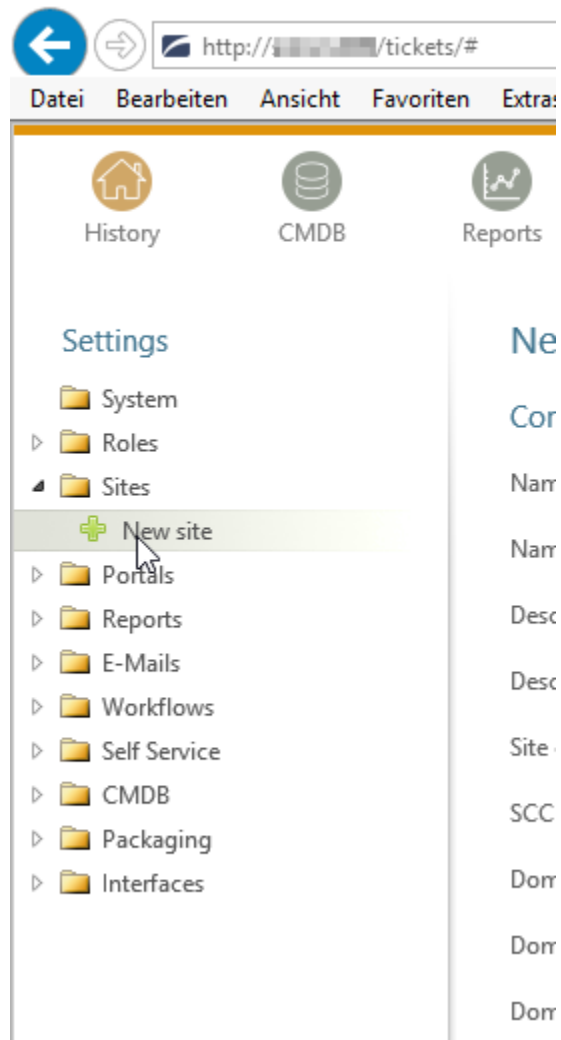 http:// /tickets/#
Datei Bearbeiten Ansicht Favoriten Extras
History CMDB Reports
Settings
System
Roles
Sites
New site
Portals
Reports
E-Mails
Workflows
Self Service
CMDB
Packaging
Interfaces
Ne
Cor
Nam
Nam
Desc
Desc
Site
SCC
Dom
Dom
Dom